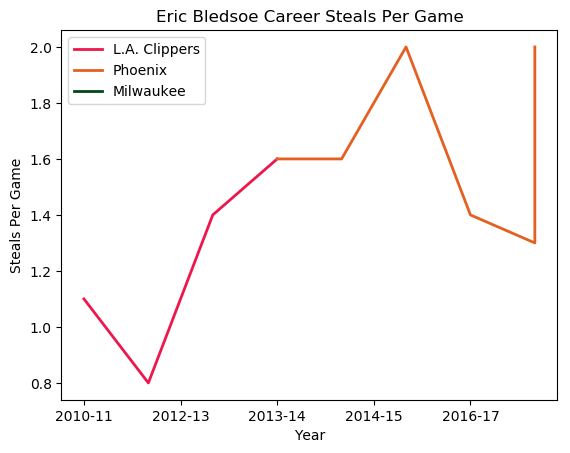 Eric Bledsoe Career Steals Per Game
L.A. Clippers
Phoenix
Milwaukee
Steals Per Game
2.0
1.8
1.6
1.4
1.2
1.0
0.8
2010-11 2012-13 2013-14 2014-15 2016-17
Year